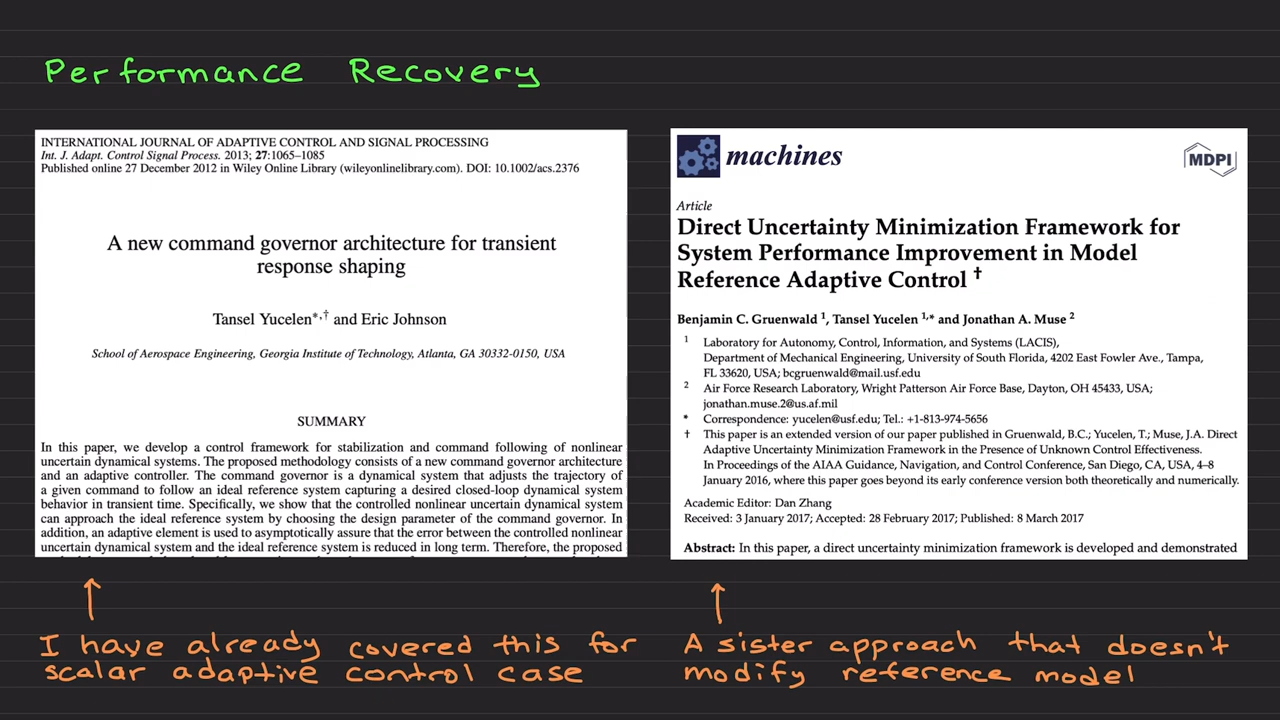 Performance Recovery
INTERNATIONAL JOURNAL OF ADAPTIVE CONTROL AND SIGNAL PROCESSING
Int. J. Adapt. Control Signal Process. 2013; 27:1065–1085
Published online 27 December 2012 in Wiley Online Library (wileyonlinelibrary.com). DOI: 10.1002/acs.2376
A new command governor architecture for transient
response shaping
Tansel Yucelen*,† and Eric Johnson
School of Aerospace Engineering, Georgia Institute of Technology, Atlanta, GA 30332-0150, USA
SUMMARY
In this paper, we develop a control framework for stabilization and command following of nonlinear
uncertain dynamical systems. The proposed methodology consists of a new command governor architecture
and an adaptive controller. The command governor is a dynamical system that adjusts the trajectory of
a given command to follow an ideal reference system capturing a desired closed-loop dynamical system
behavior in transient time. Specifically, we show that the controlled nonlinear uncertain dynamical system
can approach the ideal reference system by choosing the design parameter of the command governor. In
addition, an adaptive element is used to asymptotically assure that the error between the controlled nonlinear
uncertain dynamical system and the ideal reference system is reduced in long term. Therefore, the proposed
I have already covered this for
scalar adaptive control case
machines
MDPI
Article
Direct Uncertainty Minimization Framework for
System Performance Improvement in Model
Reference Adaptive Control †
Benjamin C. Gruenwald 1, Tansel Yucelen 1,* and Jonathan A. Muse 2
1 Laboratory for Autonomy, Control, Information, and Systems (LACIS),
Department of Mechanical Engineering, University of South Florida, 4202 East Fowler Ave., Tampa,
FL 33620, USA; bcgruenwald@mail.usf.edu
2 Air Force Research Laboratory, Wright Patterson Air Force Base, Dayton, OH 45433, USA;
jonathan.muse.2@us.af.mil
* Correspondence: yucelen@usf.edu; Tel.: +1-813-974-5656
† This paper is an extended version of our paper published in Gruenwald, B.C.; Yucelen, T.; Muse, J.A. Direct
Adaptive Uncertainty Minimization Framework in the Presence of Unknown Control Effectiveness.
In Proceedings of the AIAA Guidance, Navigation, and Control Conference, San Diego, CA, USA, 4–8
January 2016, where this paper goes beyond its early conference version both theoretically and numerically.
Academic Editor: Dan Zhang
Received: 3 January 2017; Accepted: 28 February 2017; Published: 8 March 2017
Abstract: In this paper, a direct uncertainty minimization framework is developed and demonstrated
A sister approach that doesn't
modify reference model